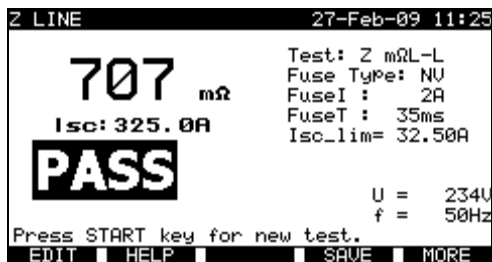 Z LINE 27-Feb-09 11:25
707 mΩ
Isc: 325.0A
PASS
Test: Z mΩL-L
Fuse Type: NV
FuseI : 2A
FuseT : 35ms
Isc_lim= 32.50A
U = 234V
f = 50Hz
Press START key for new test.
EDIT HELP SAVE MORE